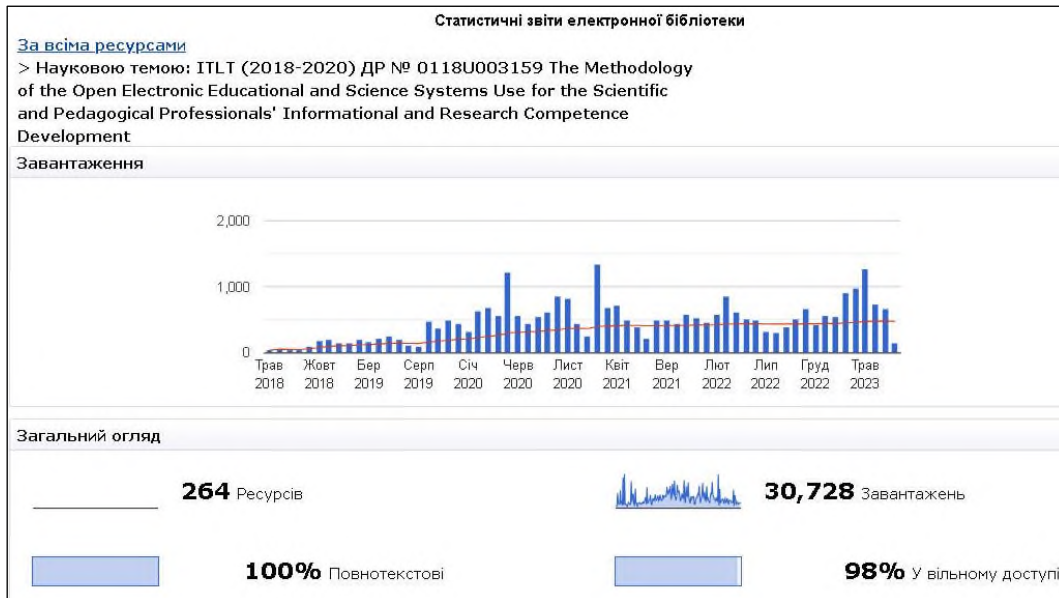 Статистичні звіти електронної бібліотеки
За всіма ресурсами
> Науковою темою: ITLT (2018-2020) ДР № 0118U003159 The Methodology
of the Open Electronic Educational and Science Systems Use for the Scientific
and Pedagogical Professionals' Informational and Research Competence
Development
Завантаження
2,000
1,000
0
Трав Жовт Бер Серп Січ Черв Лист Квіт Вер Лют Лип Груд Трав
2018 2018 2019 2019 2020 2020 2020 2021 2021 2022 2022 2022 2023
Загальний огляд
264 Ресурсів 30,728 Завантажень
100% Повнотекстові 98% У вільному доступі